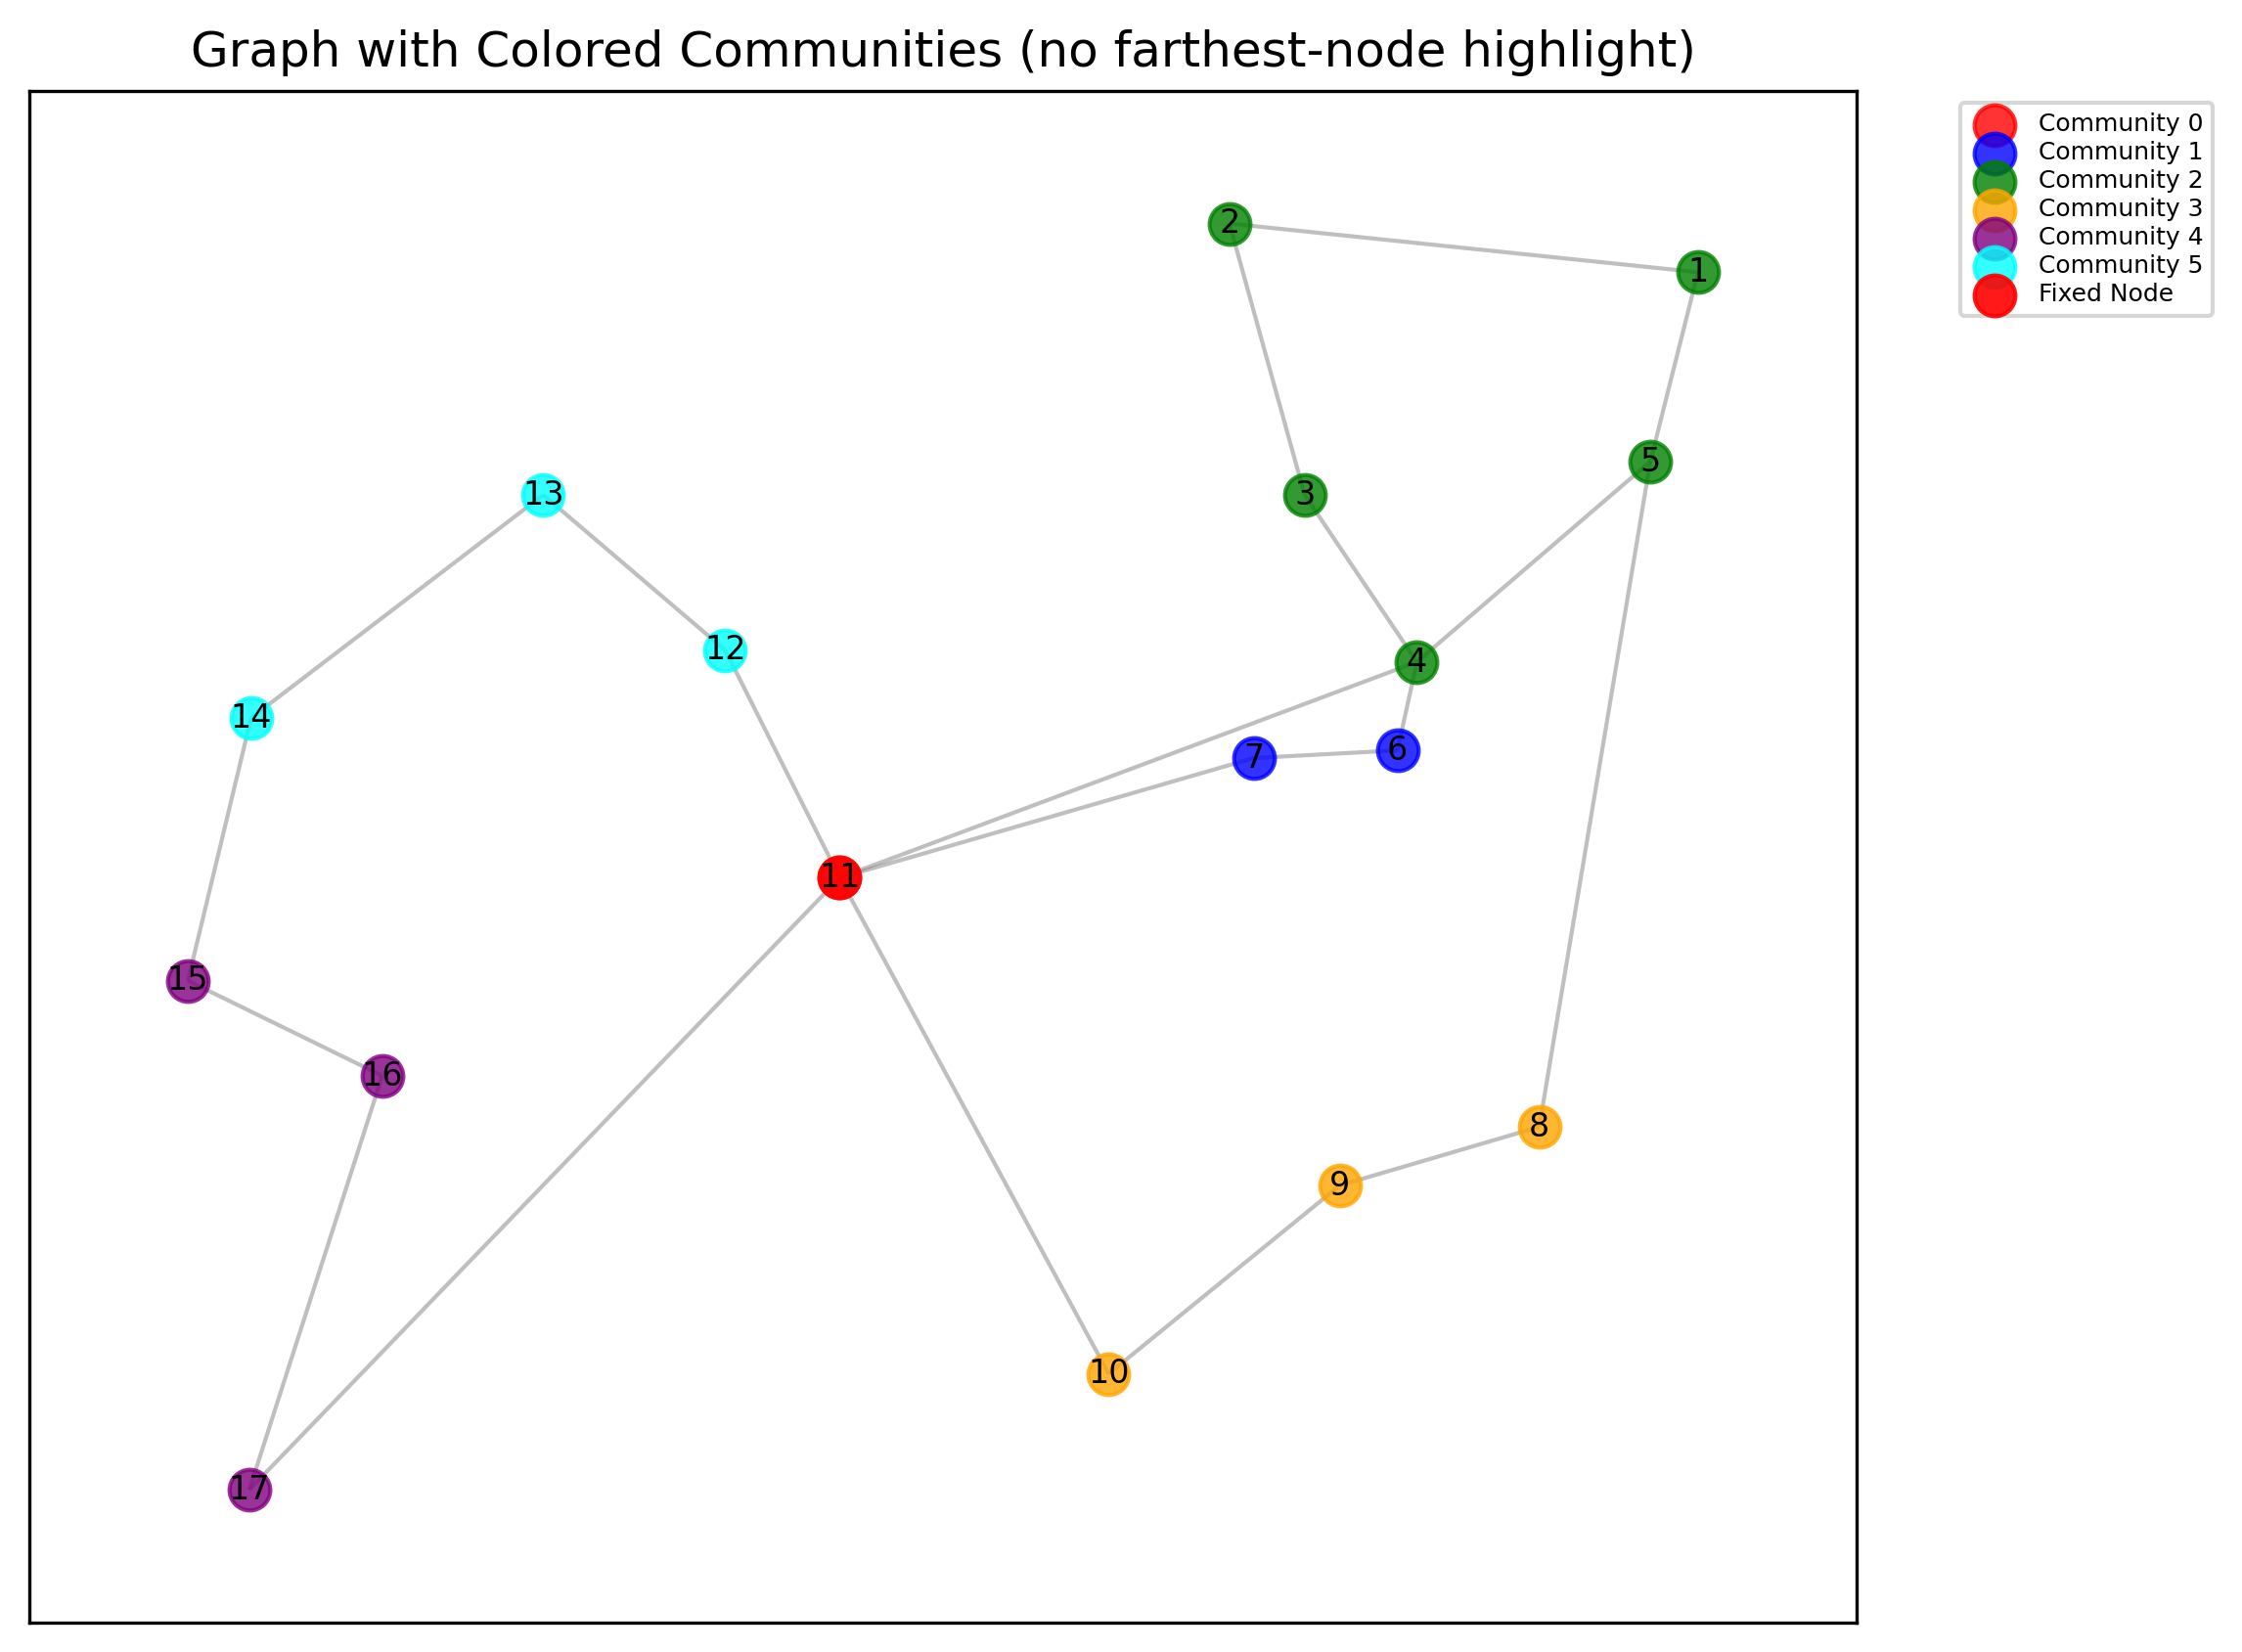 Graph with Colored Communities (no farthest-node highlight)
Community 0
Community 1
Community 2
Community 3
Community 4
Community 5
Fixed Node
2
1
5
13
3
12
4
14
6
7
11
15
16
8
9
10
17